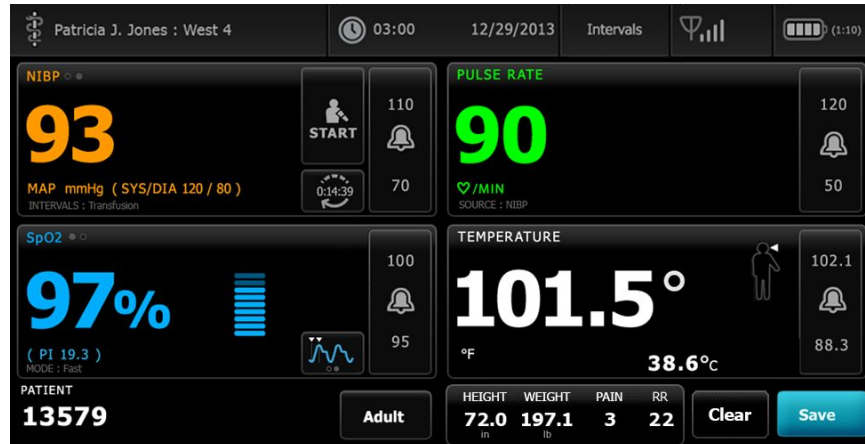 Patricia J. Jones : West 4
03:00
12/29/2013
Intervals
(1:10)
NIBP
93
START
110
70
MAP mmHg ( SYS/DIA 120 / 80 )
INTERVALS : Transfusion
0:14:39
PULSE RATE
90
120
50
♡/MIN
SOURCE : NIBP
SpO2
97%
100
95
( PI 19.3 )
MODE : Fast
TEMPERATURE
101.5°
102.1
88.3
°F
38.6°C
PATIENT
13579
Adult
HEIGHT WEIGHT PAIN RR
72.0 197.1 3 22
in lb
Clear
Save